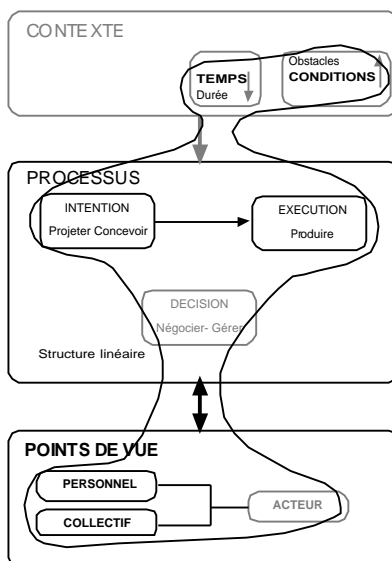 CONTEXTE
TEMPS
Durée
Obstacles
CONDITIONS
PROCESSUS
INTENTION
Projeter Concevoir
EXECUTION
Produire
DECISION
Négocier- Gérer
Structure linéaire
POINTS DE VUE
PERSONNEL
COLLECTIF
ACTEUR